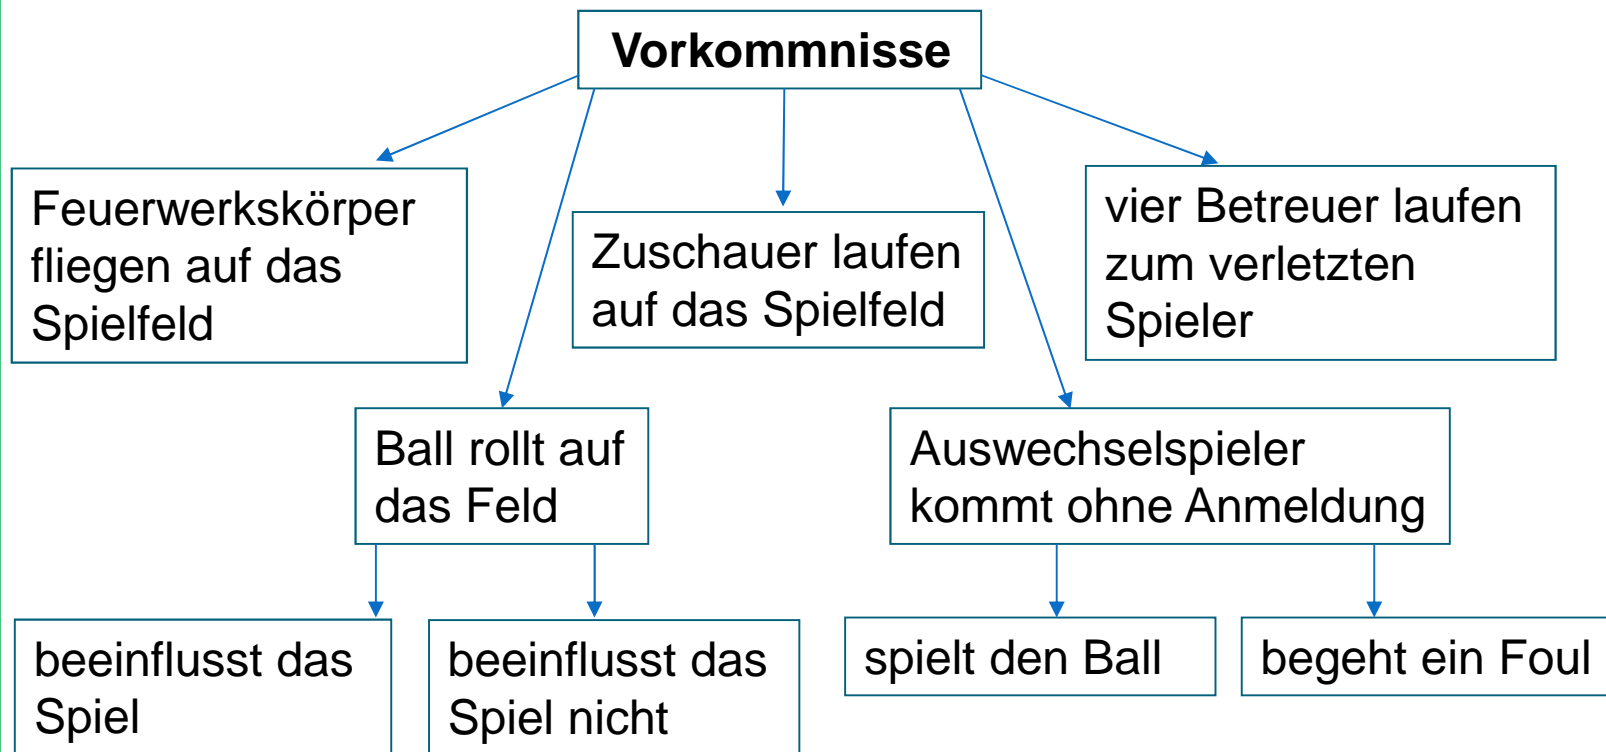 Vorkommnisse
Feuerwerkskörper
fliegen auf das
Spielfeld
Zuschauer laufen
auf das Spielfeld
vier Betreuer laufen
zum verletzten
Spieler
Ball rollt auf
das Feld
Auswechselspieler
kommt ohne Anmeldung
beeinflusst das
Spiel
beeinflusst das
Spiel nicht
spielt den Ball
begeht ein Foul